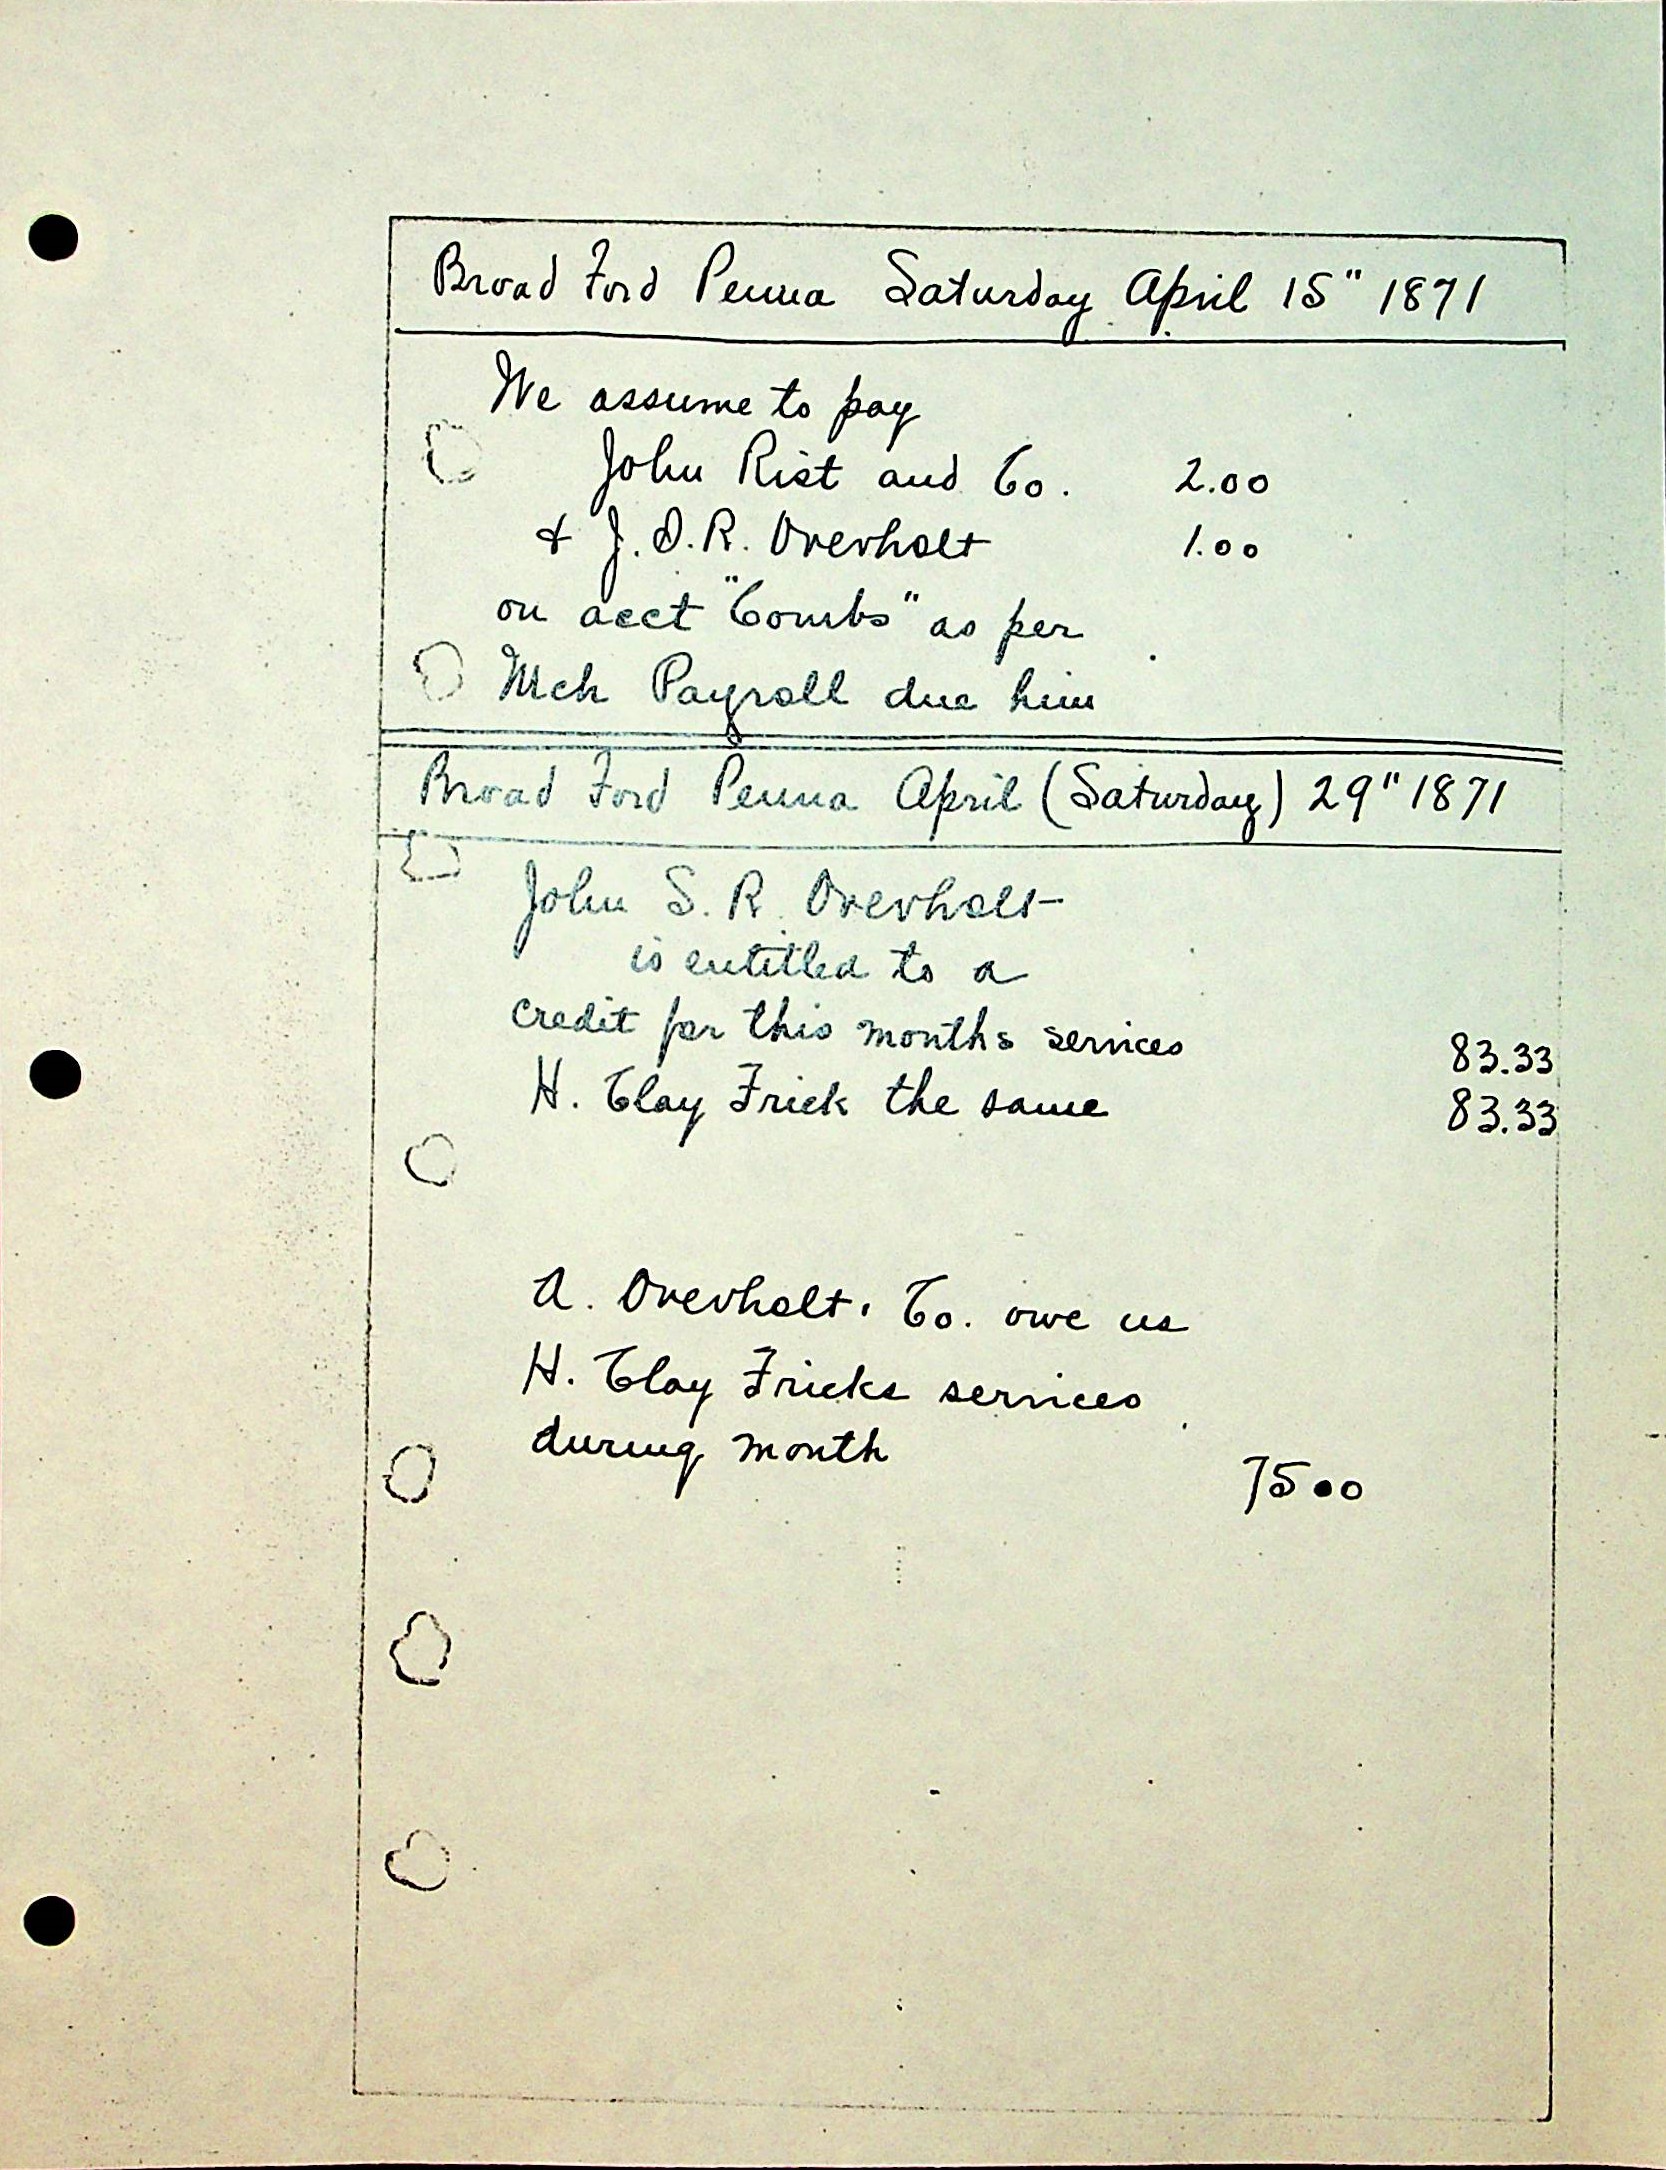 Broad Ford Penna Saturday April 15" 1871
We assume to pay
John Rist and Co. 2.00
& J. O. R. Overholt 1.00
on acct "Combs" as per
Mch Payroll due him
Broad Ford Penna April (Saturday) 29" 1871
John S. R. Overholt
is entitled to a
credit for this months services 83.33
H. Clay Frick the same 83.33
A. Overholt. Co. owe us
H. Clay Fricks services
during month
75 00